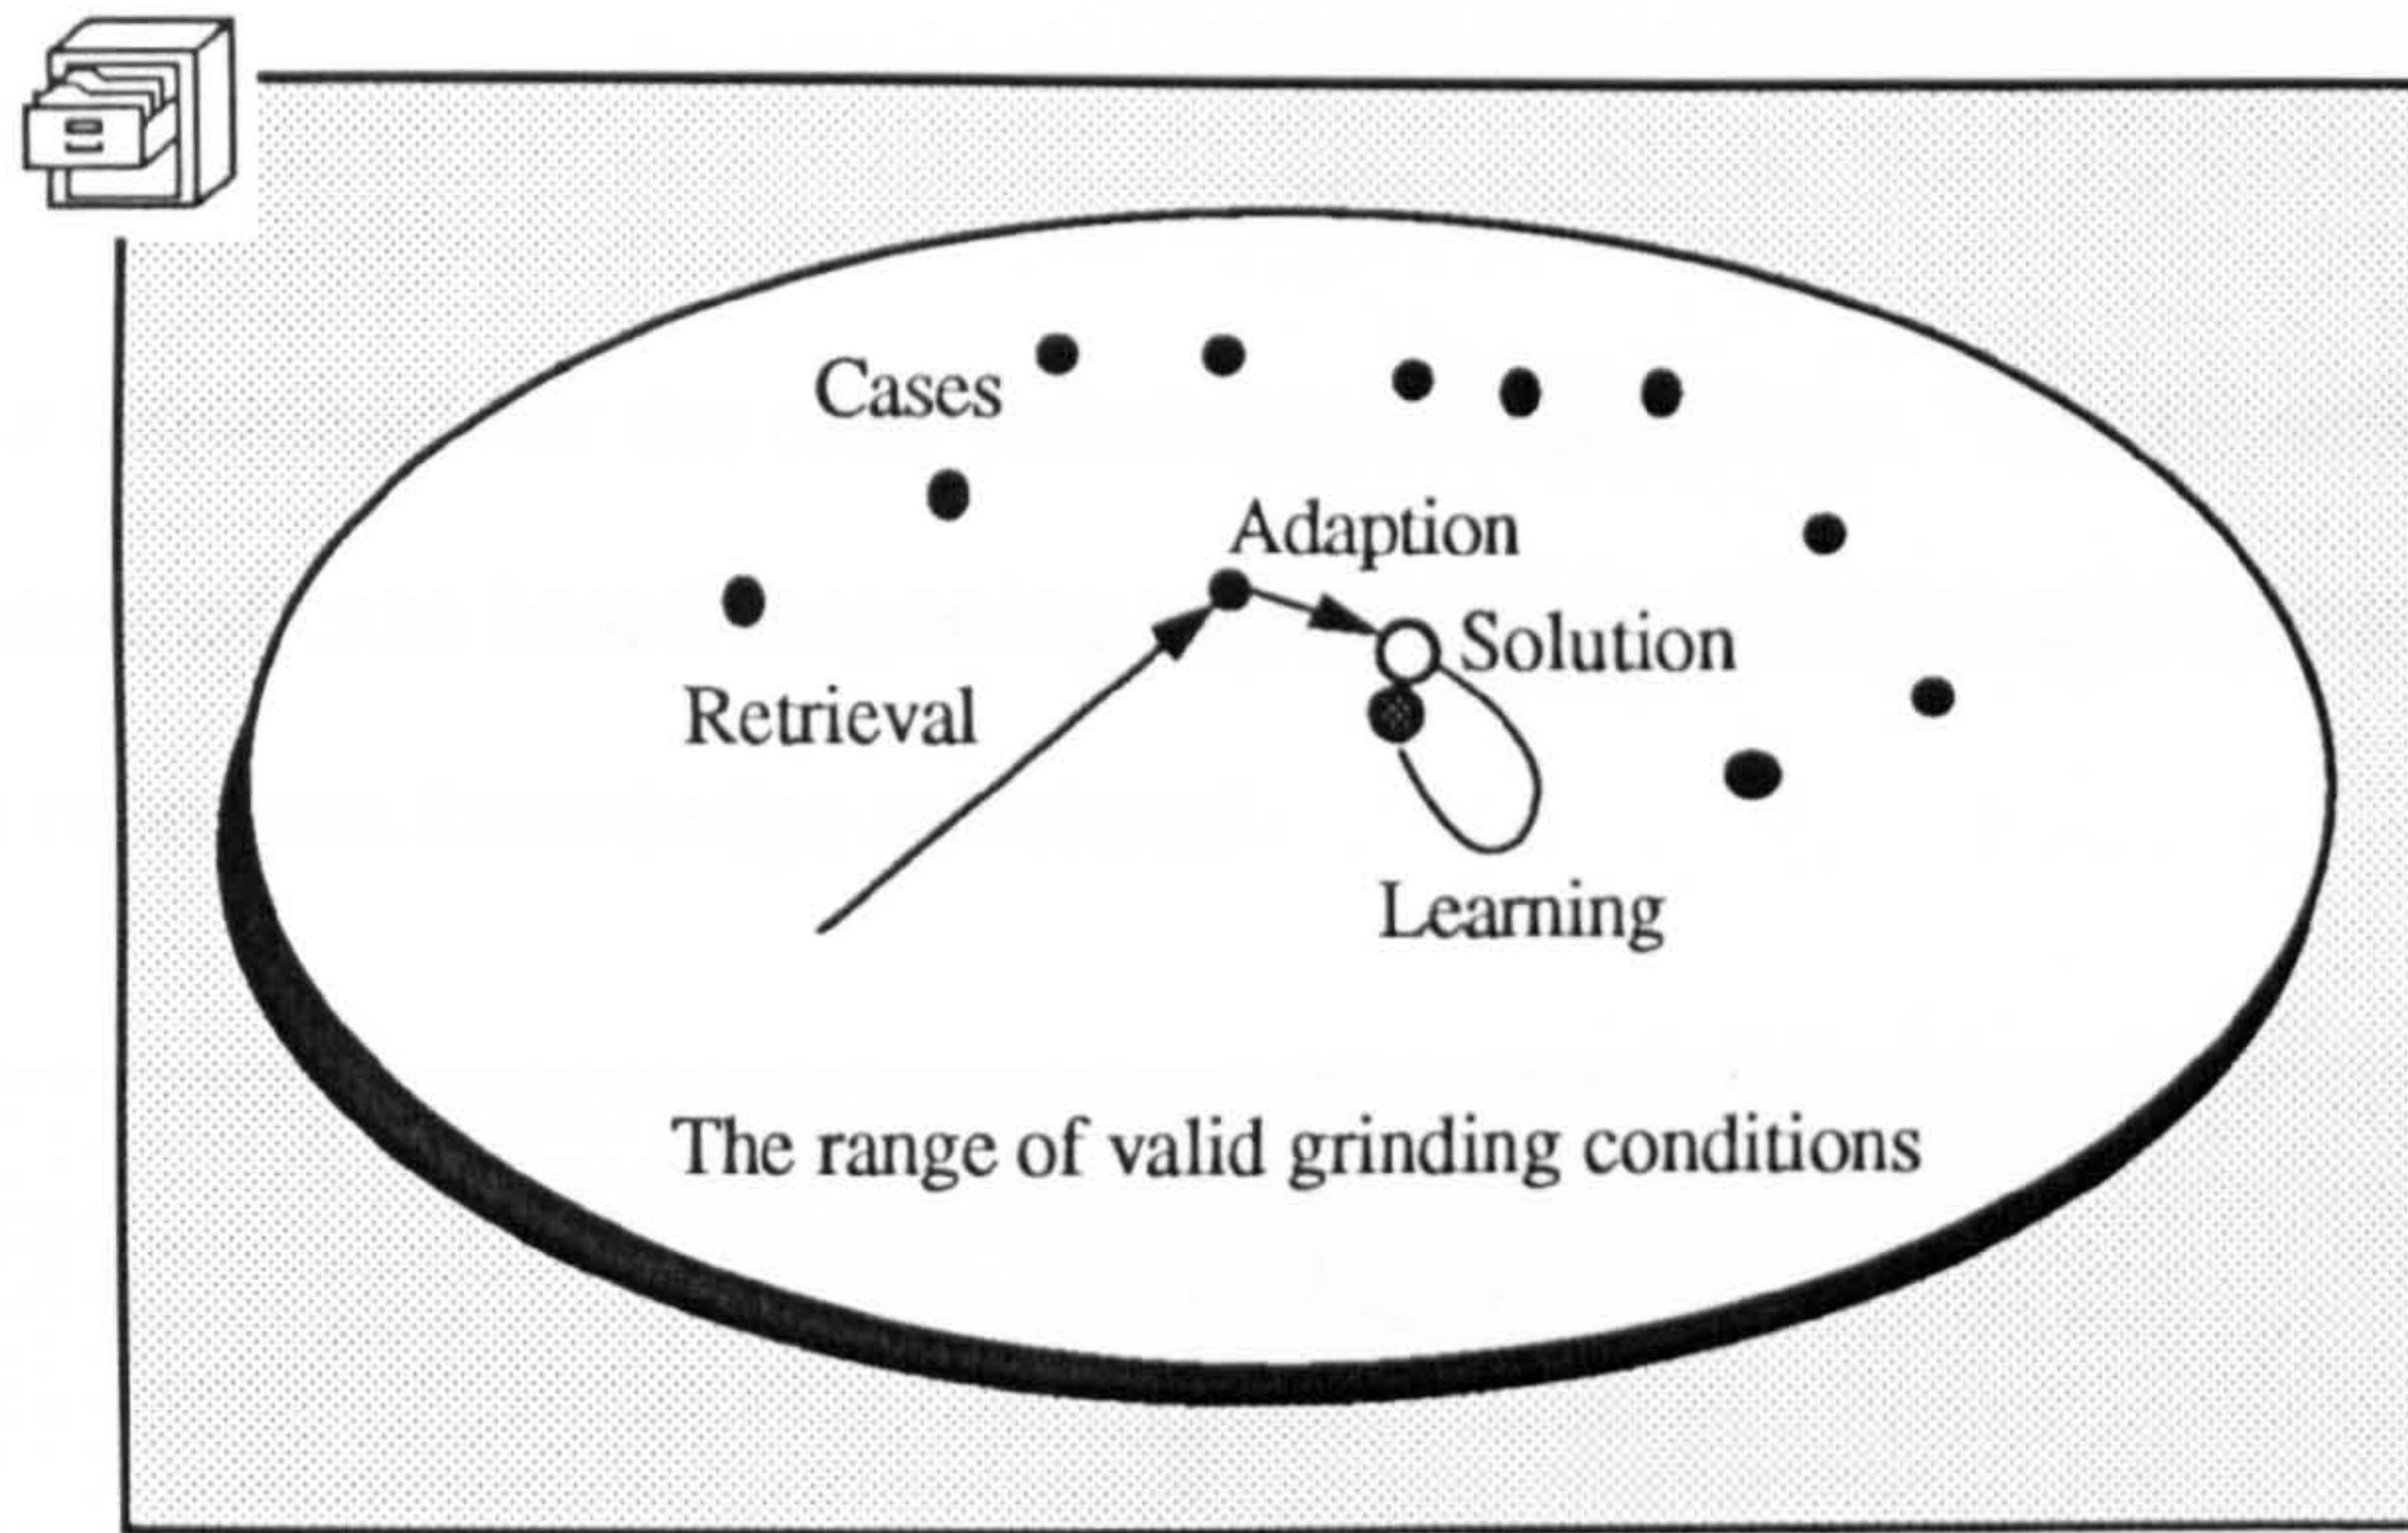 Cases
Adaption
Solution
Retrieval
Learning
The range of valid grinding conditions